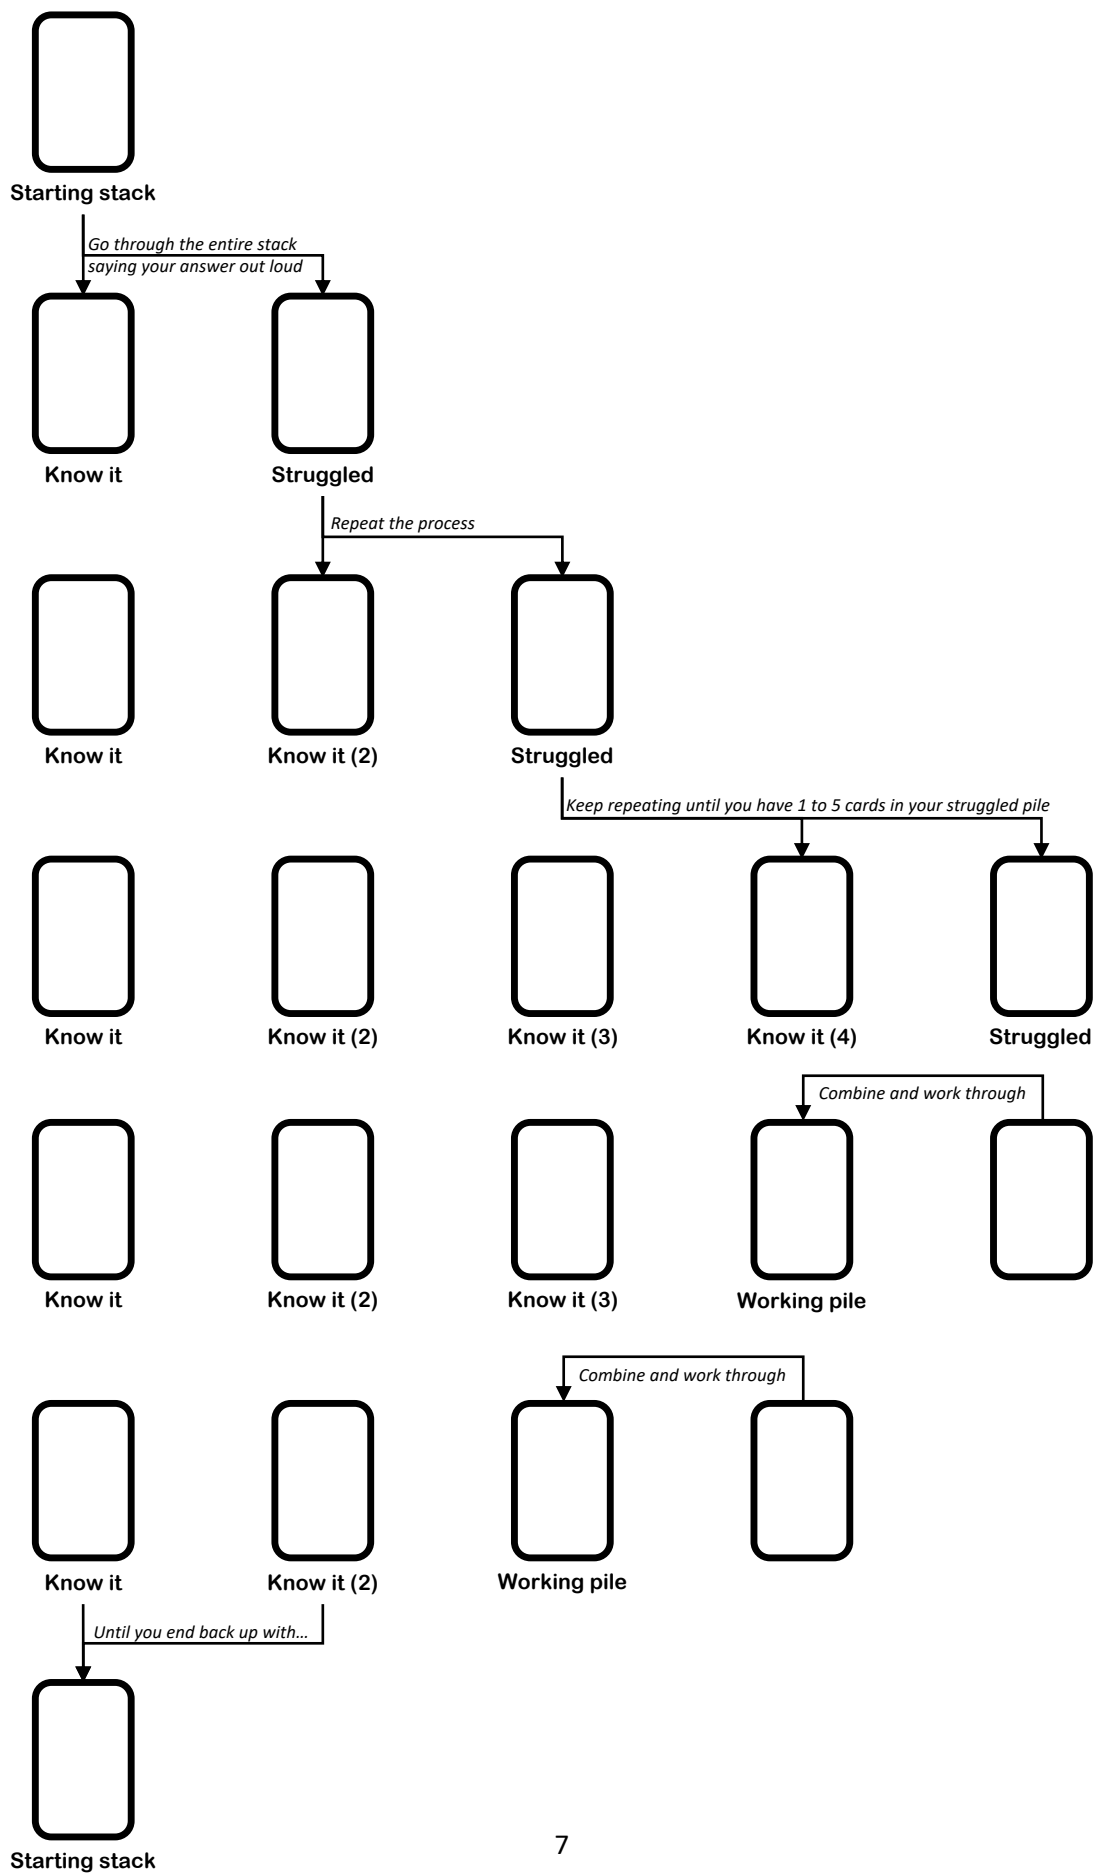 Starting stack
Go through the entire stack
saying your answer out loud
Know it
Struggled
Repeat the process
Know it
Know it (2)
Struggled
Keep repeating until you have 1 to 5 cards in your struggled pile
Know it
Know it (2)
Know it (3)
Know it (4)
Struggled
Combine and work through
Know it
Know it (2)
Know it (3)
Working pile
Combine and work through
Know it
Know it (2)
Working pile
Until you end back up with…
Starting stack
7